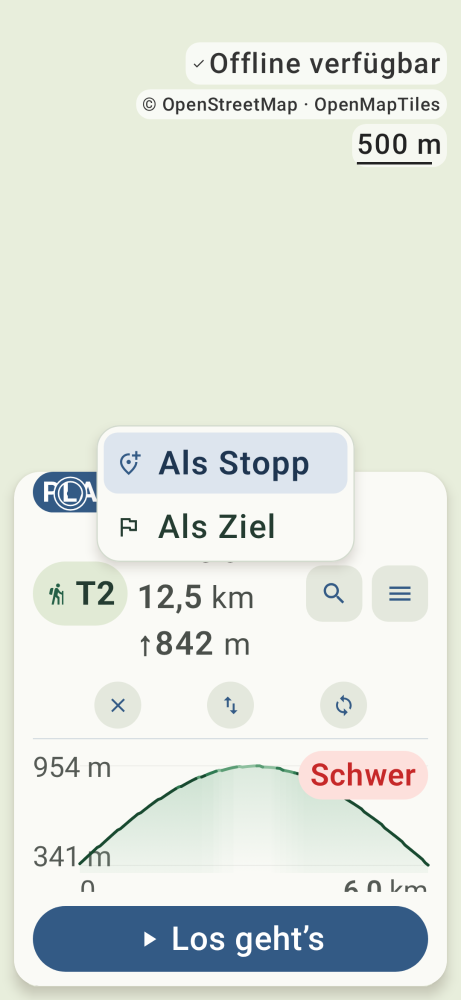 Offline verfügbar
© OpenStreetMap · OpenMapTiles
500 m
Als Stopp
Als Ziel
T2
12,5 km
↑842 m
954 m
Schwer
341 m
0
6,0 km
Los geht's